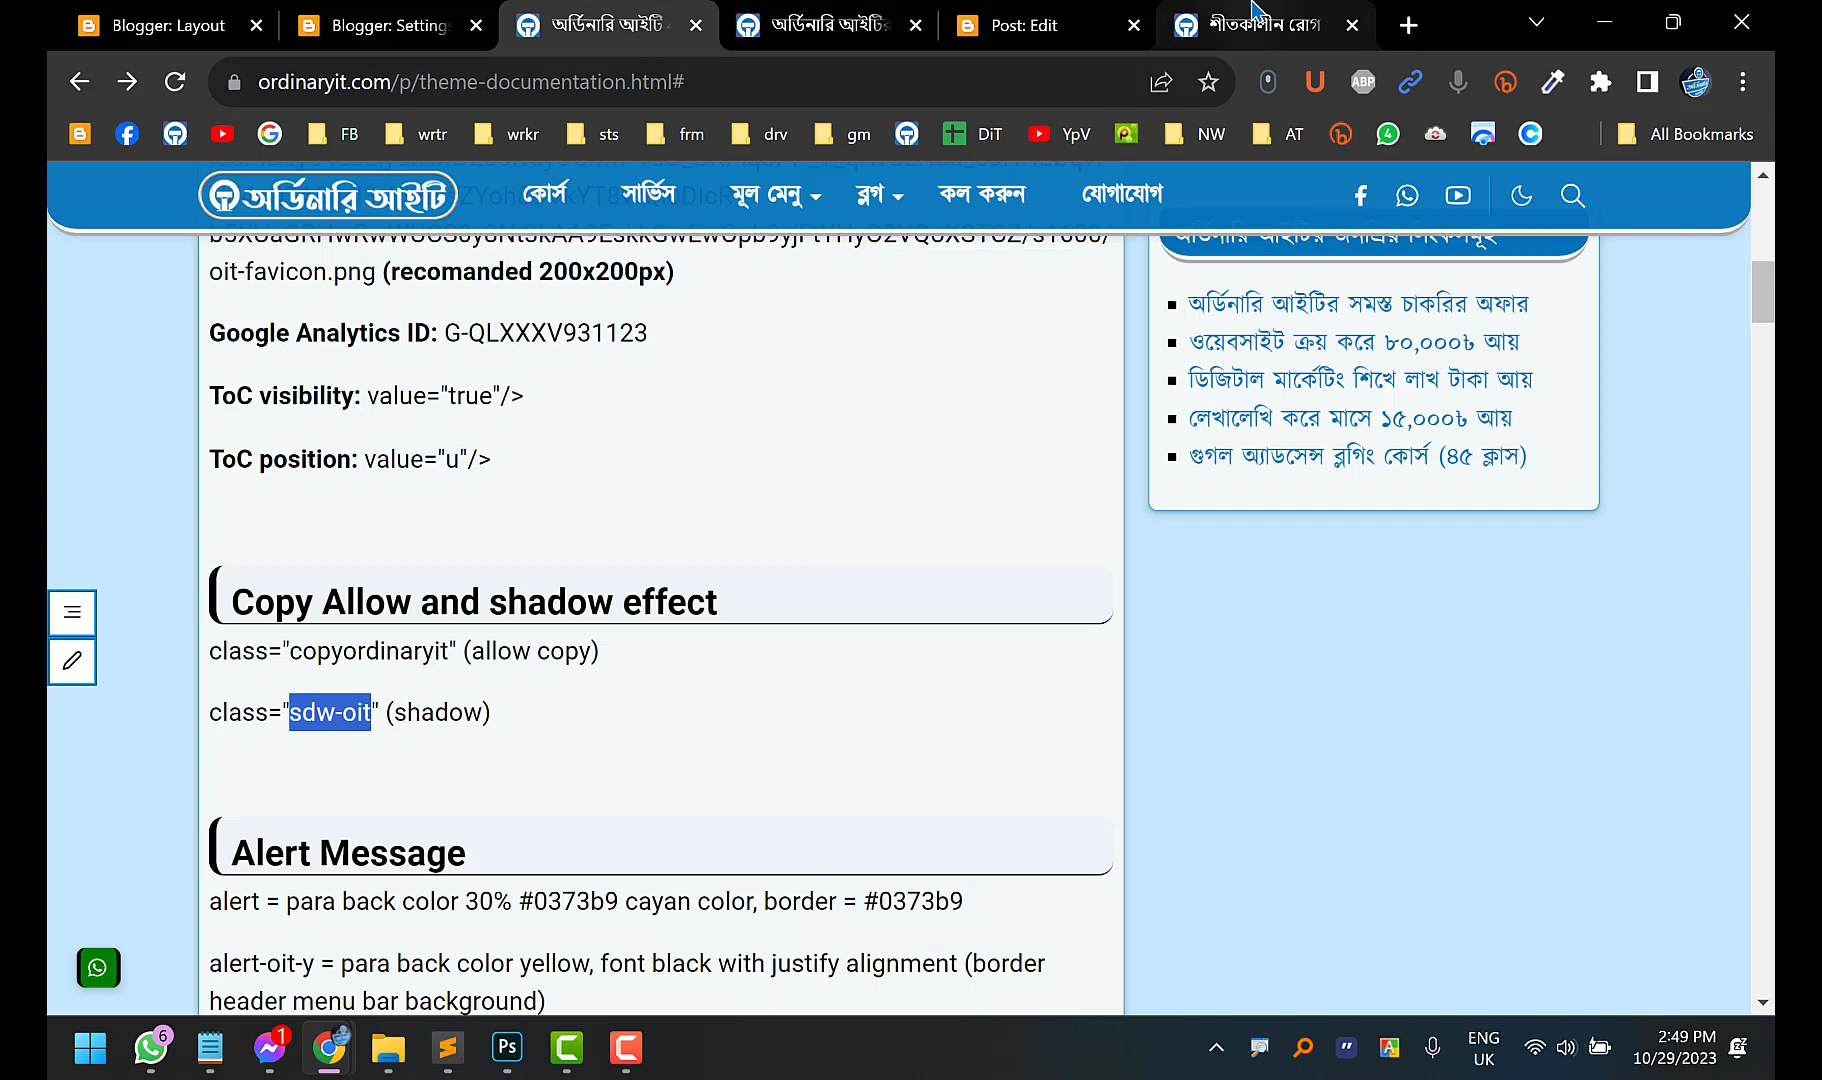 Blogger: Layout
Blogger: Setting
অর্ডিনারি আইটি
অর্ডিনারি আইটির
Post: Edit
শীতকালীন রোগ
ordinaryit.com/p/theme-documentation.html#
FB
wrtr
wrkr
sts
frm
drv
gm
DiT
YpV
NW
AT
All Bookmarks
অর্ডিনারি আইটি
কোর্স
সার্ভিস
মূল মেনু
ব্লগ
কল করুন
যোগাযোগ
oit-favicon.png (recomanded 200x200px)
Google Analytics ID: G-QLXXXV931123
ToC visibility: value="true"/>
ToC position: value="u"/>
Copy Allow and shadow effect
class="copyordinaryit" (allow copy)
class="sdw-oit" (shadow)
Alert Message
alert = para back color 30% #0373b9 cayan color, border = #0373b9
alert-oit-y = para back color yellow, font black with justify alignment (border
header menu bar background)
অর্ডিনারি আইটির সমস্ত চাকরির অফার
ওয়েবসাইট ক্রয় করে ৮০,০০০৳ আয়
ডিজিটাল মার্কেটিং শিখে লাখ টাকা আয়
লেখালেখি করে মাসে ১৫,০০০৳ আয়
গুগল অ্যাডসেন্স ব্লগিং কোর্স (৪৫ ক্লাস)
6
1
Ps
ENG
UK
2:49 PM
10/29/2023